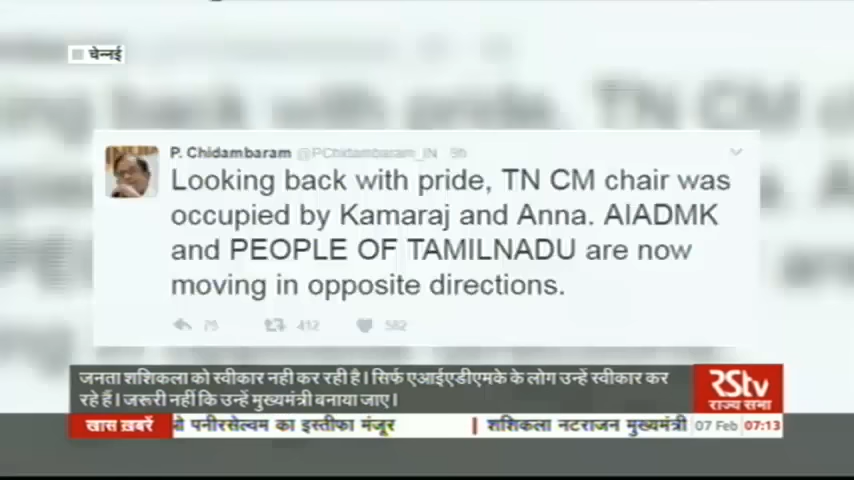 चेन्नई
P. Chidambaram @PChidambaram_IN 9h
Looking back with pride, TN CM chair was
occupied by Kamaraj and Anna. AIADMK
and PEOPLE OF TAMILNADU are now
moving in opposite directions.
75 412 582
जनता शशिकला को स्वीकार नही कर रही है। सिर्फ एआईएडीएमके के लोग उन्हें स्वीकार कर
रहे हैं। जरूरी नहीं कि उन्हें मुख्यमंत्री बनाया जाए।
RStv
राज्य सभा
खास ख़बरें पनीरसेल्वम का इस्तीफा मंजूर | शशिकला नटराजन मुख्यमंत्री 07 Feb 07:13